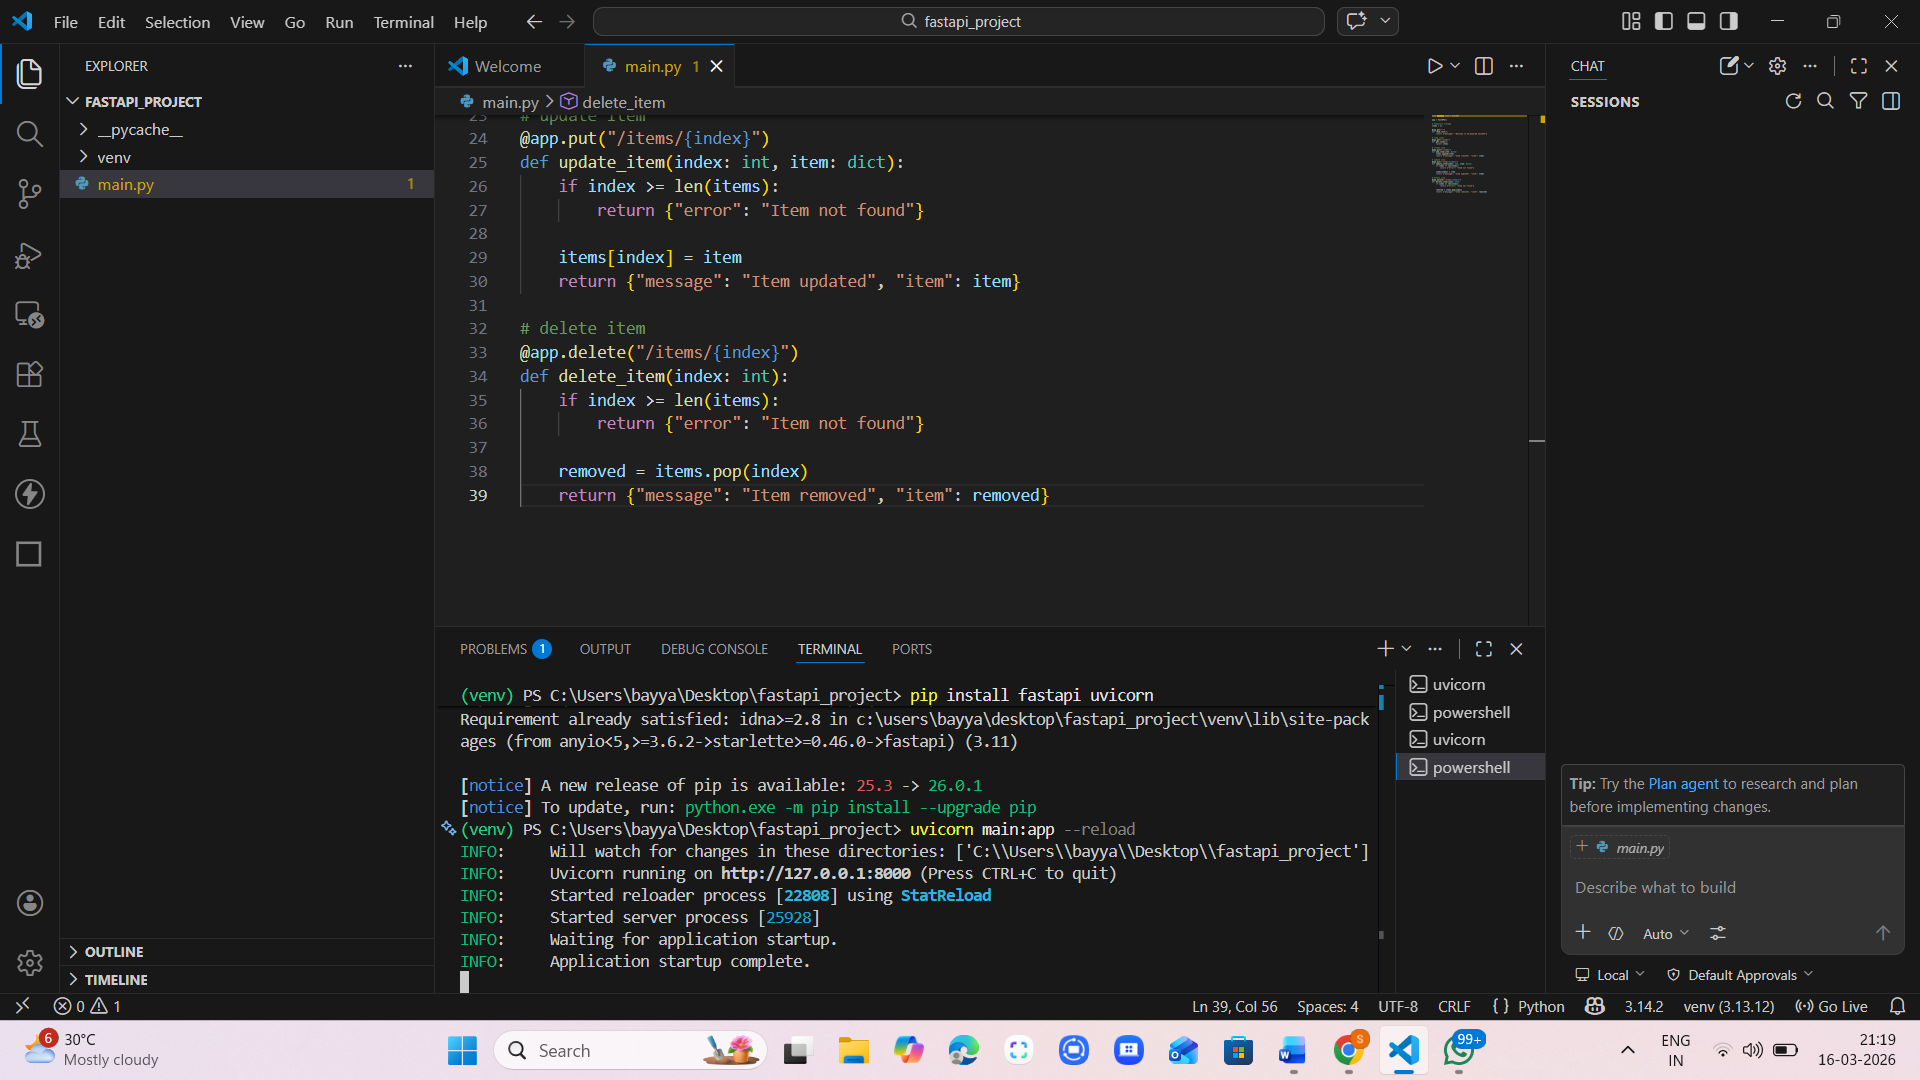 File Edit Selection View Go Run Terminal Help
fastapi_project
EXPLORER
FASTAPI_PROJECT
__pycache__
venv
main.py 1
OUTLINE
TIMELINE
Welcome
main.py 1
main.py > delete_item
23 # update item
24 @app.put("/items/{index}")
25 def update_item(index: int, item: dict):
26 if index >= len(items):
27 return {"error": "Item not found"}
28
29 items[index] = item
30 return {"message": "Item updated", "item": item}
31
32 # delete item
33 @app.delete("/items/{index}")
34 def delete_item(index: int):
35 if index >= len(items):
36 return {"error": "Item not found"}
37
38 removed = items.pop(index)
39 return {"message": "Item removed", "item": removed}
PROBLEMS 1 OUTPUT DEBUG CONSOLE TERMINAL PORTS
(venv) PS C:\Users\bayya\Desktop\fastapi_project> pip install fastapi uvicorn
Requirement already satisfied: idna>=2.8 in c:\users\bayya\desktop\fastapi_project\venv\lib\site-pack
ages (from anyio<5,>=3.6.2->starlette>=0.46.0->fastapi) (3.11)
[notice] A new release of pip is available: 25.3 -> 26.0.1
[notice] To update, run: python.exe -m pip install --upgrade pip
(venv) PS C:\Users\bayya\Desktop\fastapi_project> uvicorn main:app --reload
INFO: Will watch for changes in these directories: ['C:\\Users\\bayya\\Desktop\\fastapi_project']
INFO: Uvicorn running on http://127.0.0.1:8000 (Press CTRL+C to quit)
INFO: Started reloader process [22808] using StatReload
INFO: Started server process [25928]
INFO: Waiting for application startup.
INFO: Application startup complete.
uvicorn
powershell
uvicorn
powershell
CHAT
SESSIONS
Tip: Try the Plan agent to research and plan
before implementing changes.
main.py
Describe what to build
Auto
Local Default Approvals
0 1
Ln 39, Col 56 Spaces: 4 UTF-8 CRLF {} Python 3.14.2 venv (3.13.12) Go Live
6
30°C
Mostly cloudy
Search
S
99+
ENG
IN
21:19
16-03-2026